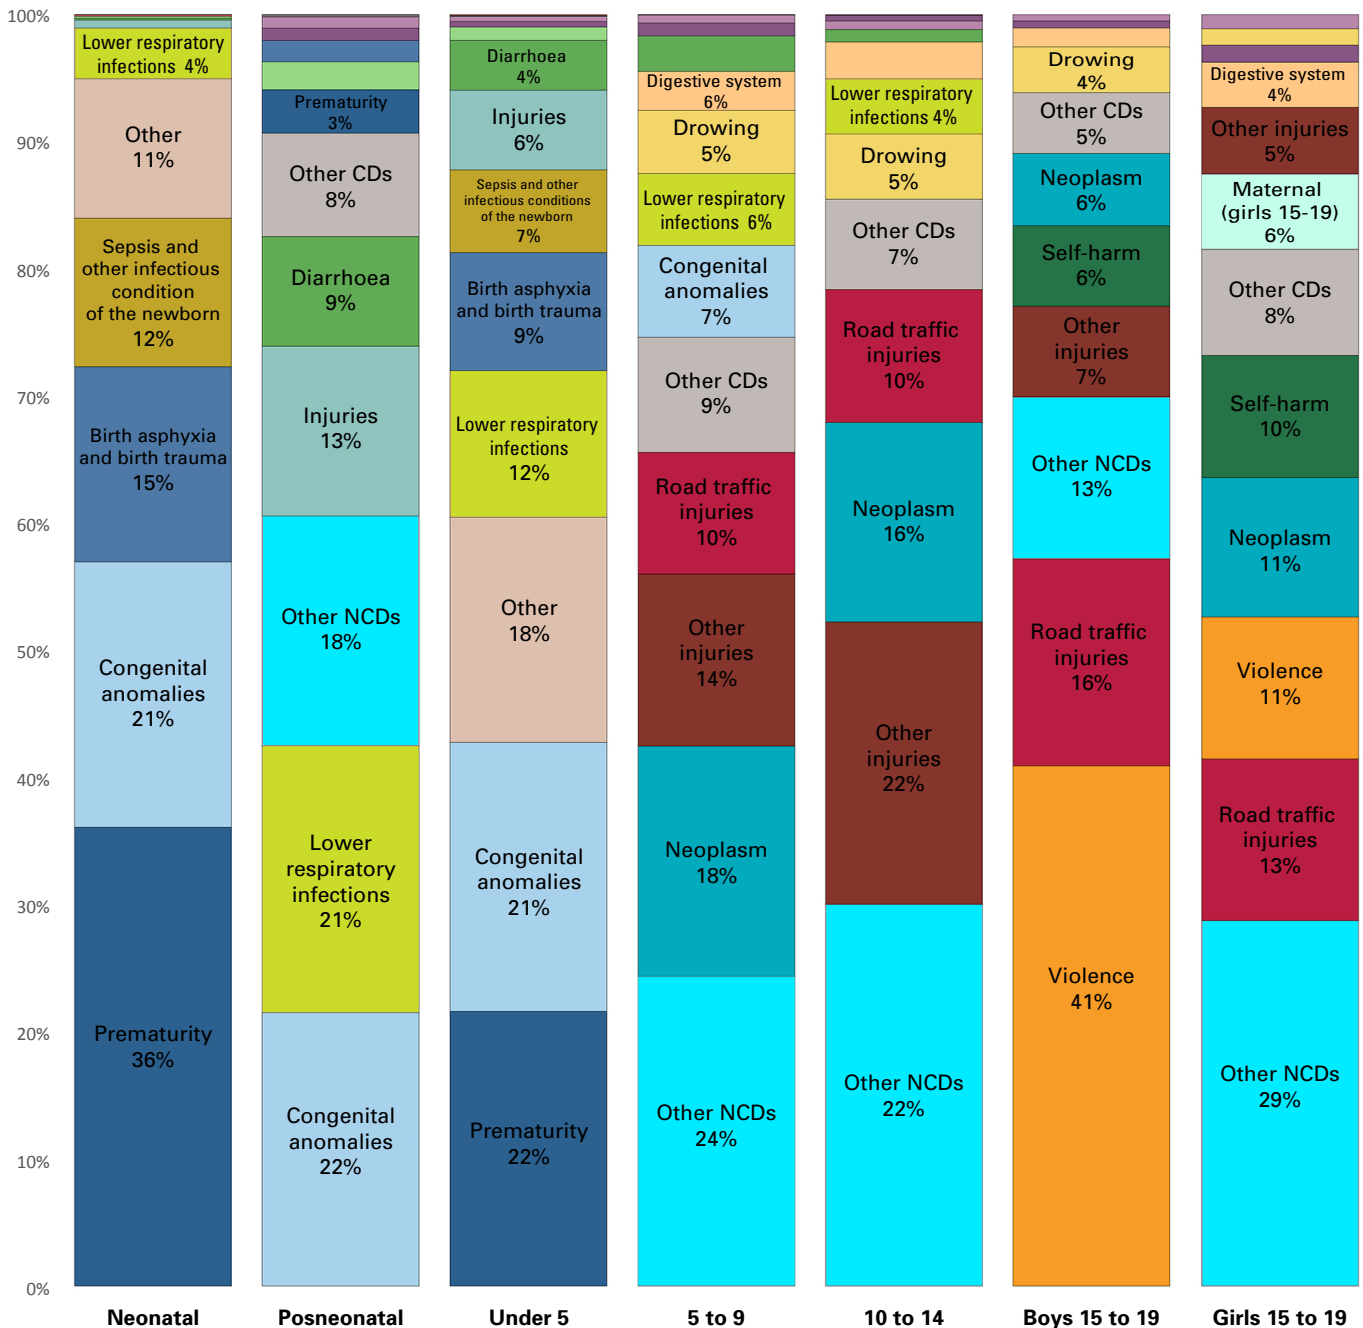 100%
90%
80%
70%
60%
50%
40%
30%
20%
10%
0%
Lower respiratory
infections 4%
Other
11%
Sepsis and
other infectious
condition
of the newborn
12%
Birth asphyxia
and birth trauma
15%
Congenital
anomalies
21%
Prematurity
36%
Neonatal
Prematurity
3%
Other CDs
8%
Diarrhoea
9%
Injuries
13%
Other NCDs
18%
Lower
respiratory
infections
21%
Congenital
anomalies
22%
Posneonatal
Diarrhoea
4%
Injuries
6%
Sepsis and other
infectious conditions
of the newborn
7%
Birth asphyxia
and birth trauma
9%
Lower respiratory
infections
12%
Other
18%
Congenital
anomalies
21%
Prematurity
22%
Under 5
Digestive system
6%
Drowing
5%
Lower respiratory
infections 6%
Congenital
anomalies
7%
Other CDs
9%
Road traffic
injuries
10%
Other
injuries
14%
Neoplasm
18%
Other NCDs
24%
5 to 9
Lower respiratory
infections 4%
Drowing
5%
Other CDs
7%
Road traffic
injuries
10%
Neoplasm
16%
Other
injuries
22%
Other NCDs
22%
10 to 14
Drowing
4%
Other CDs
5%
Neoplasm
6%
Self-harm
6%
Other
injuries
7%
Other NCDs
13%
Road traffic
injuries
16%
Violence
41%
Boys 15 to 19
Digestive system
4%
Other injuries
5%
Maternal
(girls 15-19)
6%
Other CDs
8%
Self-harm
10%
Neoplasm
11%
Violence
11%
Road traffic
injuries
13%
Other NCDs
29%
Girls 15 to 19